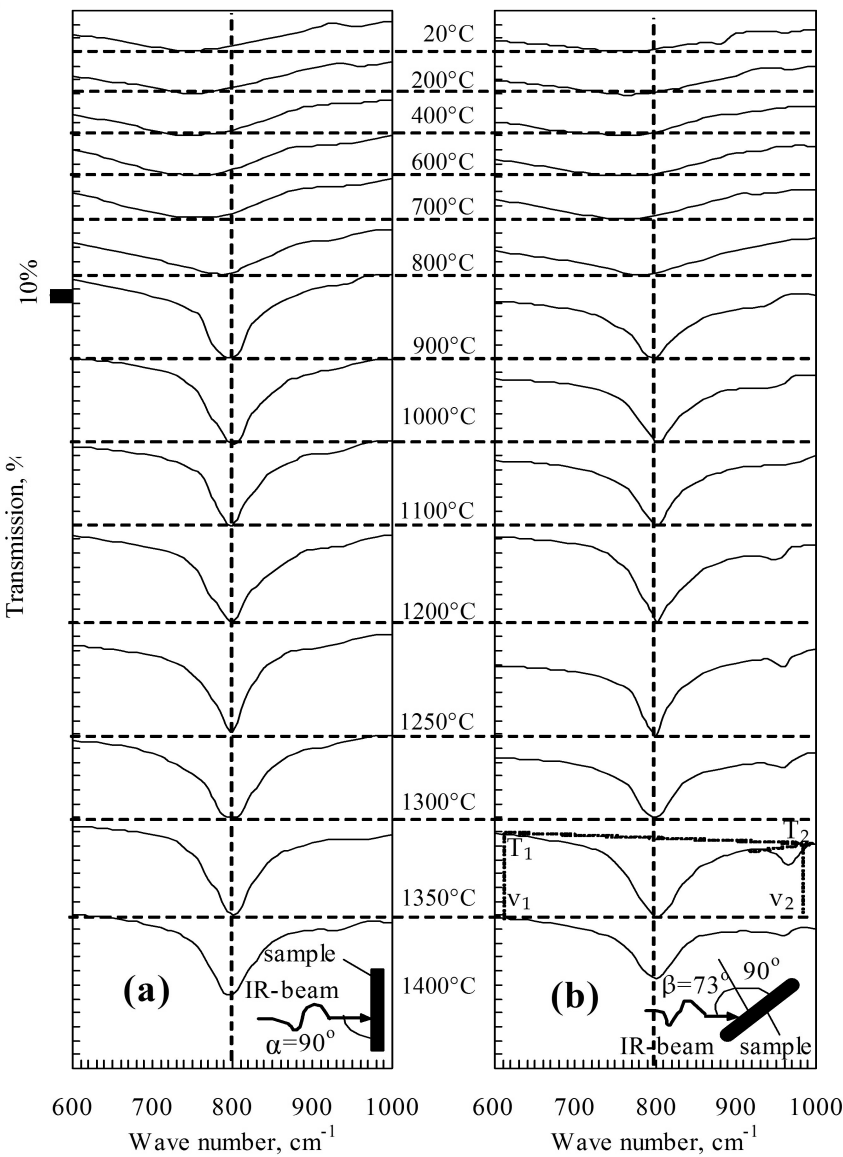 20°C
200°C
400°C
600°C
700°C
800°C
10%
900°C
1000°C
1100°C
Transmission, %
1200°C
1250°C
1300°C
T₂
T₁
1350°C
ν₁
ν₂
sample
1400°C
(a)
IR-beam
α=90°
(b)
β=73° 90°
IR-beam sample
600 700 800 900 1000 600 700 800 900 1000
Wave number, cm⁻¹ Wave number, cm⁻¹